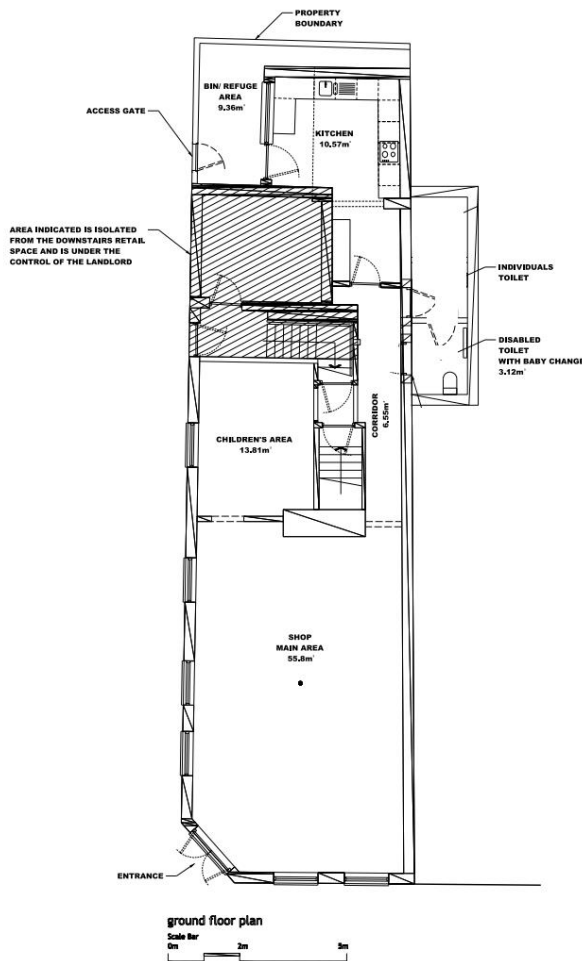 PROPERTY
BOUNDARY
BIN/ REFUGE
AREA
9.36m²
ACCESS GATE
KITCHEN
10.57m²
AREA INDICATED IS ISOLATED
FROM THE DOWNSTAIRS RETAIL
SPACE AND IS UNDER THE
CONTROL OF THE LANDLORD
INDIVIDUALS
TOILET
DISABLED
TOILET
WITH BABY CHANGE
3.12m²
CORRIDOR
6.55m²
CHILDREN'S AREA
13.81m²
SHOP
MAIN AREA
55.8m²
ENTRANCE
ground floor plan
Scale Bar
0m 2m 5m